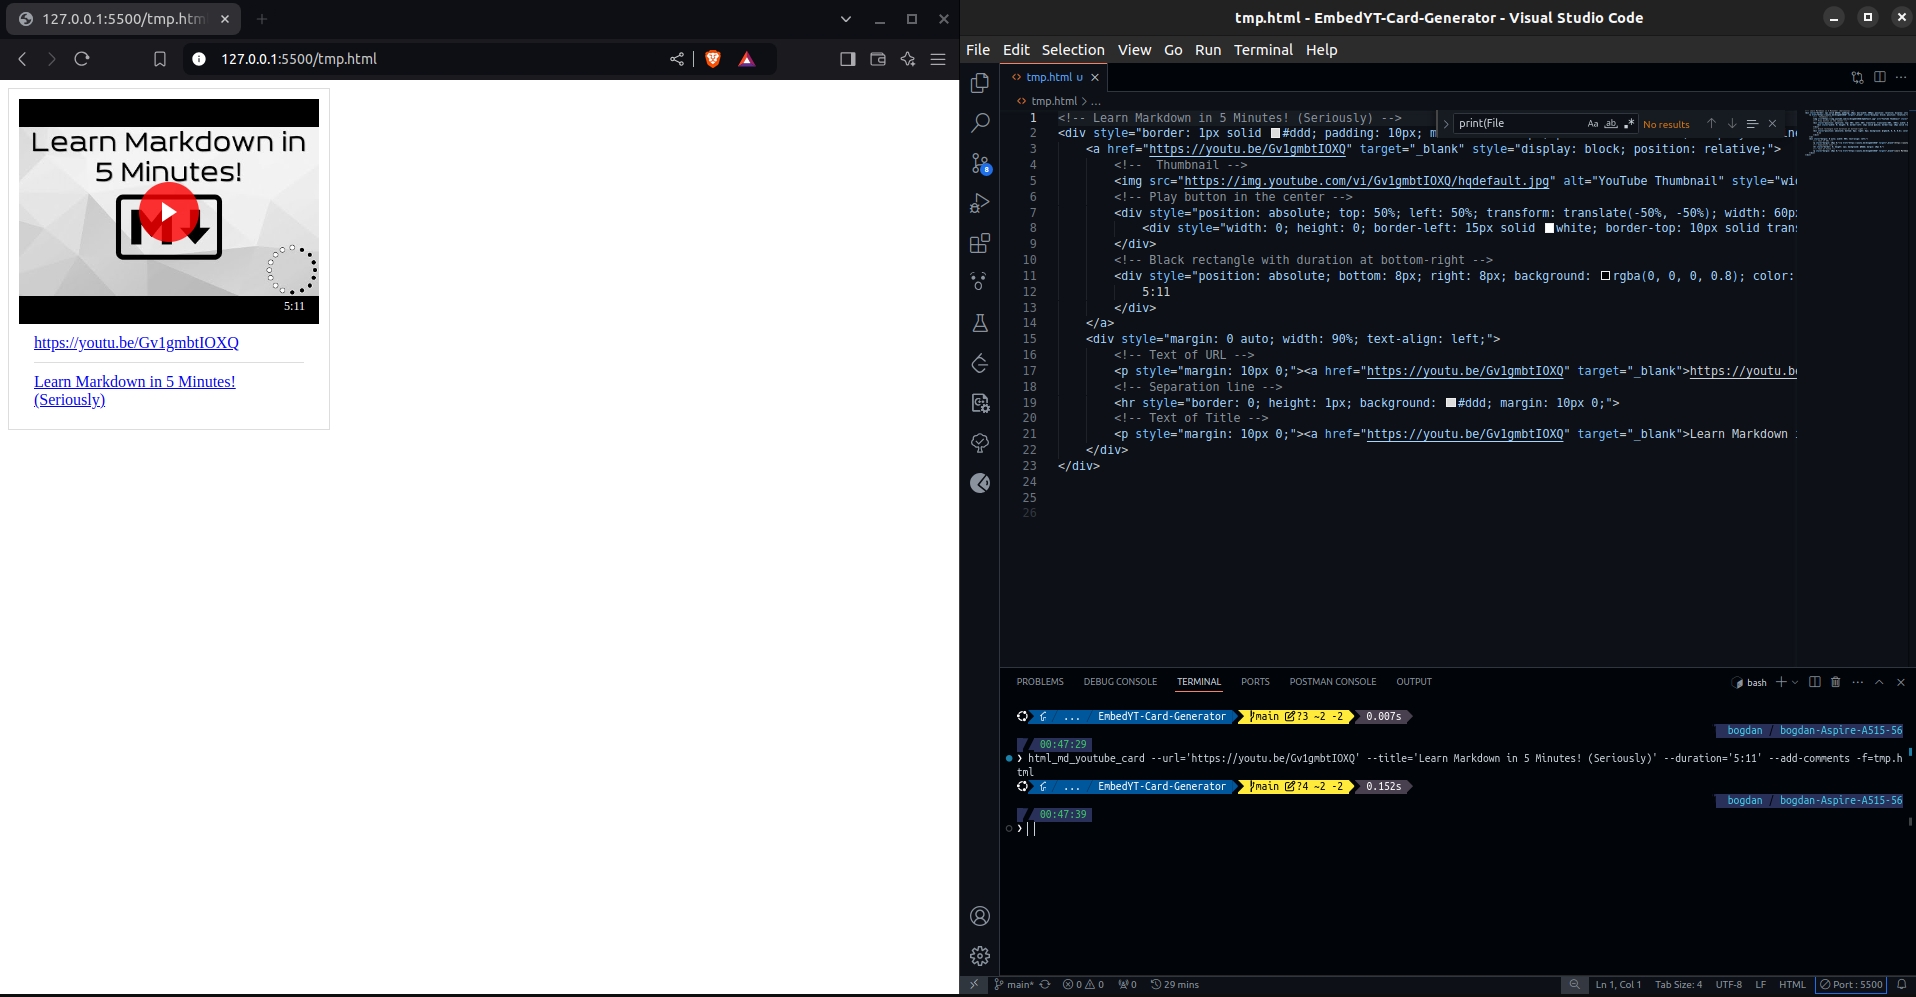 127.0.0.1:5500/tmp.html
127.0.0.1:5500/tmp.html
Learn Markdown in
5 Minutes!
5:11
https://youtu.be/Gv1gmbtIOXQ
Learn Markdown in 5 Minutes!
(Seriously)
tmp.html - EmbedYT-Card-Generator - Visual Studio Code
File Edit Selection View Go Run Terminal Help
tmp.html U
tmp.html > ...
print(File Aa ab .* No results
8
1 <!-- Learn Markdown in 5 Minutes! (Seriously) -->
2 <div style="border: 1px solid #ddd; padding: 10px;
3 <a href="https://youtu.be/Gv1gmbtIOXQ" target="_blank" style="display: block; position: relative;">
4 <!-- Thumbnail -->
5 <img src="https://img.youtube.com/vi/Gv1gmbtIOXQ/hqdefault.jpg" alt="YouTube Thumbnail" style="wi
6 <!-- Play button in the center -->
7 <div style="position: absolute; top: 50%; left: 50%; transform: translate(-50%, -50%); width: 60px
8 <div style="width: 0; height: 0; border-left: 15px solid white; border-top: 10px solid trans
9 </div>
10 <!-- Black rectangle with duration at bottom-right -->
11 <div style="position: absolute; bottom: 8px; right: 8px; background: rgba(0, 0, 0, 0.8); color:
12 5:11
13 </div>
14 </a>
15 <div style="margin: 0 auto; width: 90%; text-align: left;">
16 <!-- Text of URL -->
17 <p style="margin: 10px 0;"><a href="https://youtu.be/Gv1gmbtIOXQ" target="_blank">https://youtu.be
18 <!-- Separation line -->
19 <hr style="border: 0; height: 1px; background: #ddd; margin: 10px 0;">
20 <!-- Text of Title -->
21 <p style="margin: 10px 0;"><a href="https://youtu.be/Gv1gmbtIOXQ" target="_blank">Learn Markdown
22 </div>
23 </div>
24
25
26
PROBLEMS DEBUG CONSOLE TERMINAL PORTS POSTMAN CONSOLE OUTPUT
bash
... EmbedYT-Card-Generator main ?3 ~2 -2 0.007s
bogdan / bogdan-Aspire-A515-56
00:47:29
❯ html_md_youtube_card --url='https://youtu.be/Gv1gmbtIOXQ' --title='Learn Markdown in 5 Minutes! (Seriously)' --duration='5:11' --add-comments -f=tmp.h
tml
... EmbedYT-Card-Generator main ?4 ~2 -2 0.152s
bogdan / bogdan-Aspire-A515-56
00:47:39
❯
main* 0 0 0 29 mins Ln 1, Col 1 Tab Size: 4 UTF-8 LF HTML Port : 5500